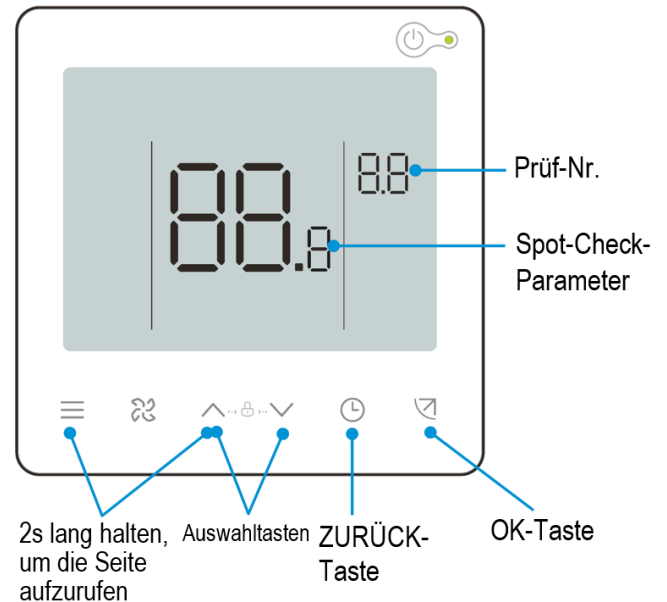 88.8
8.8
Prüf-Nr.
Spot-Check-
Parameter
2s lang halten,
um die Seite
aufzurufen
Auswahltasten
ZURÜCK-
Taste
OK-Taste